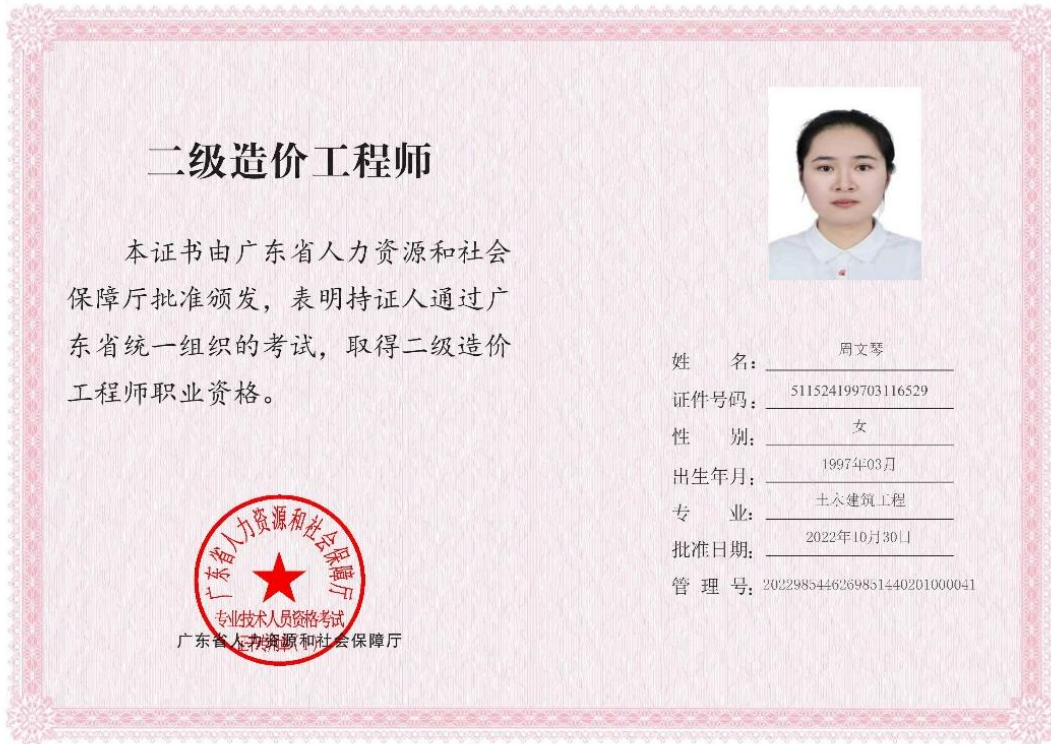 二级造价工程师
本证书由广东省人力资源和社会
保障厅批准颁发，表明持证人通过广
东省统一组织的考试，取得二级造价
工程师职业资格。
广东省人力资源和社会保障厅
专业技术人员资格考试
广东省人力资源和社会保障厅
姓名：周文琴
证件号码：511524199703116529
性别：女
出生年月：1997年03月
专业：土木建筑工程
批准日期：2022年10月30日
管理号：2022985446269851440201000041